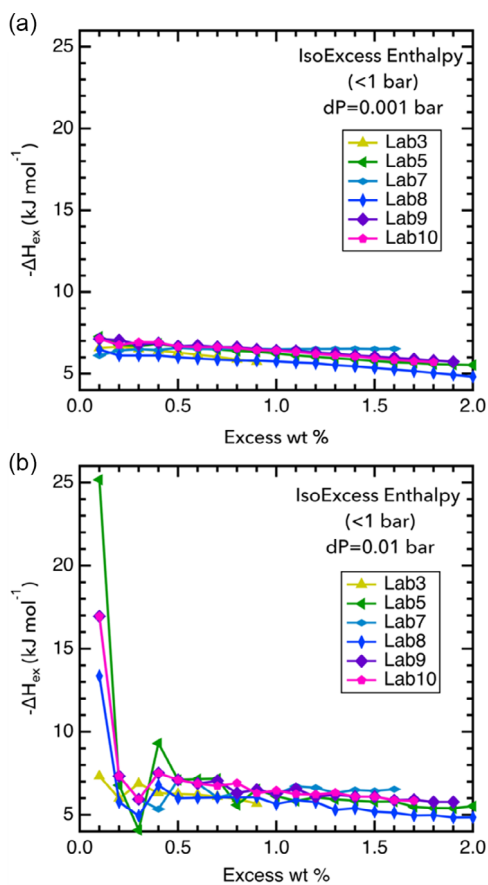 (a)
25
20
15
10
5
-ΔHex (kJ mol⁻¹)
IsoExcess Enthalpy
(<1 bar)
dP=0.001 bar
Lab3
Lab5
Lab7
Lab8
Lab9
Lab10
0.0 0.5 1.0 1.5 2.0
Excess wt %
(b)
25
20
15
10
5
-ΔHex (kJ mol⁻¹)
IsoExcess Enthalpy
(<1 bar)
dP=0.01 bar
Lab3
Lab5
Lab7
Lab8
Lab9
Lab10
0.0 0.5 1.0 1.5 2.0
Excess wt %